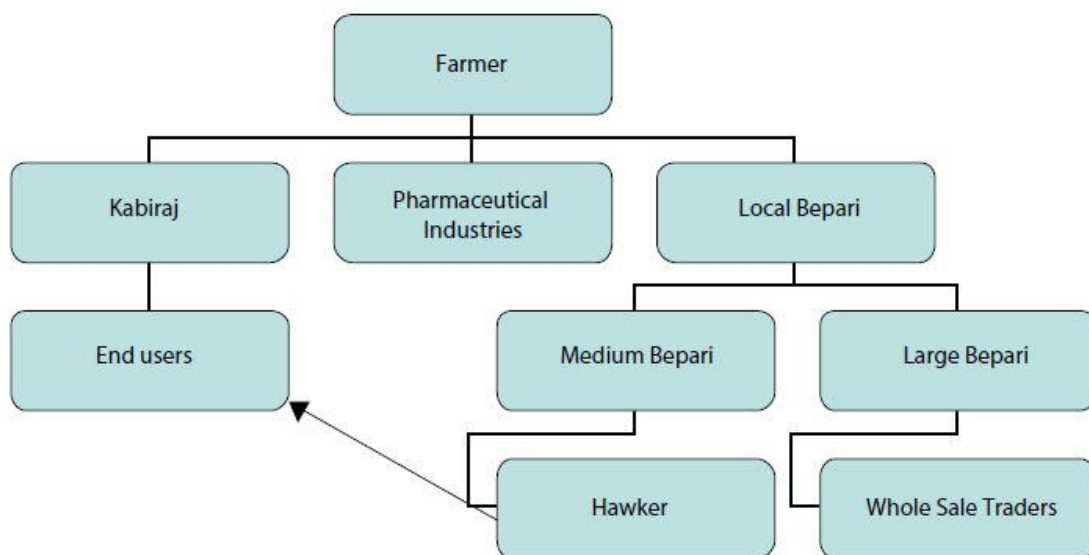 Farmer
Kabiraj
Pharmaceutical
Industries
Local Bepari
End users
Medium Bepari
Large Bepari
Hawker
Whole Sale Traders